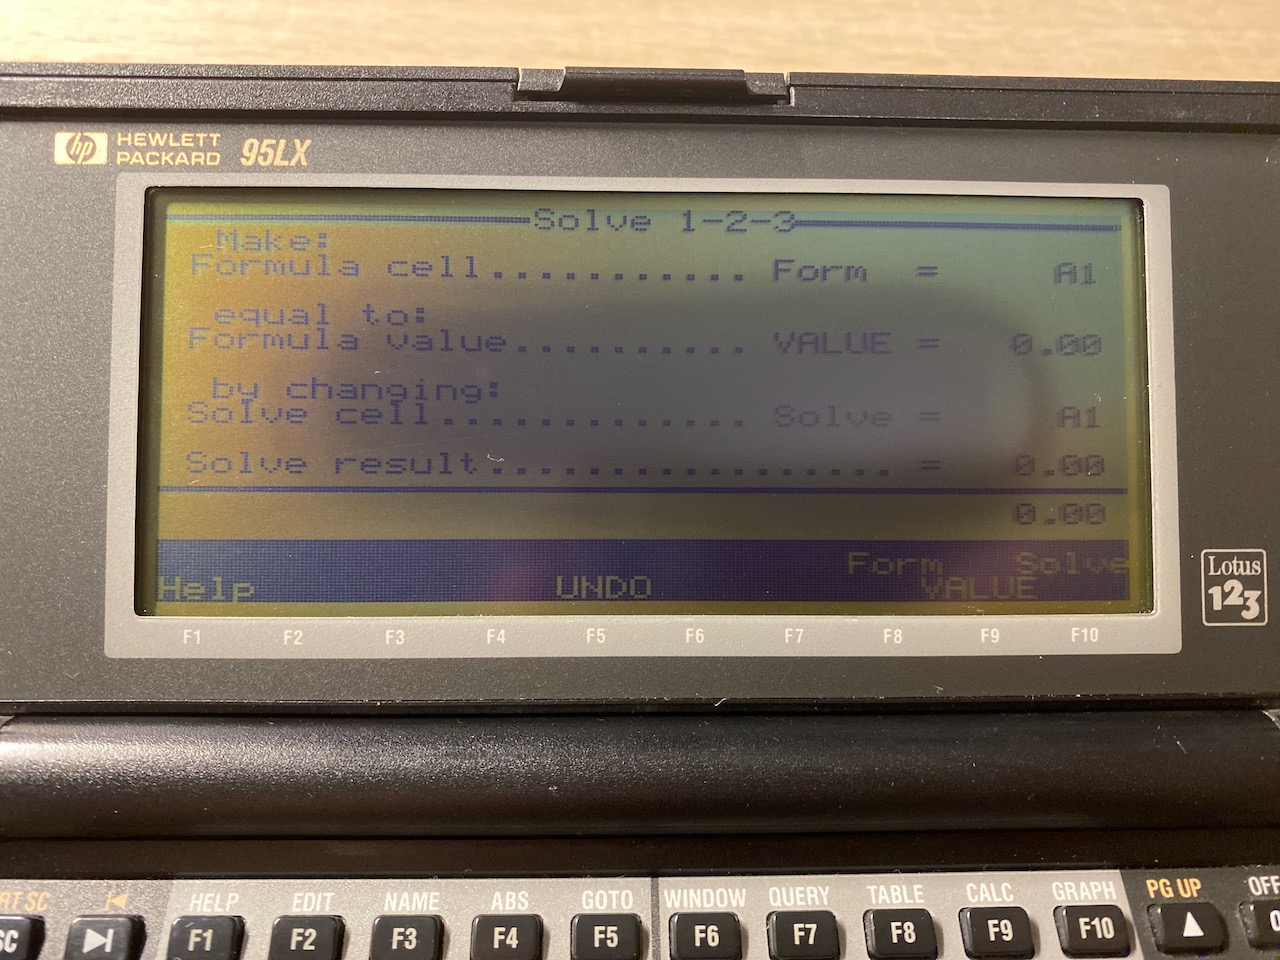 hp HEWLETT PACKARD 95LX
Solve 1-2-3
Make:
Formula cell........... Form = A1
equal to:
Formula value.......... VALUE = 0.00
by changing:
Solve cell............. Solve = A1
Solve result................. = 0.00
0.00
Form Solve
Help UNDO VALUE
F1 F2 F3 F4 F5 F6 F7 F8 F9 F10
Lotus
123
HELP EDIT NAME ABS GOTO WINDOW QUERY TABLE CALC GRAPH PG UP
F1 F2 F3 F4 F5 F6 F7 F8 F9 F10